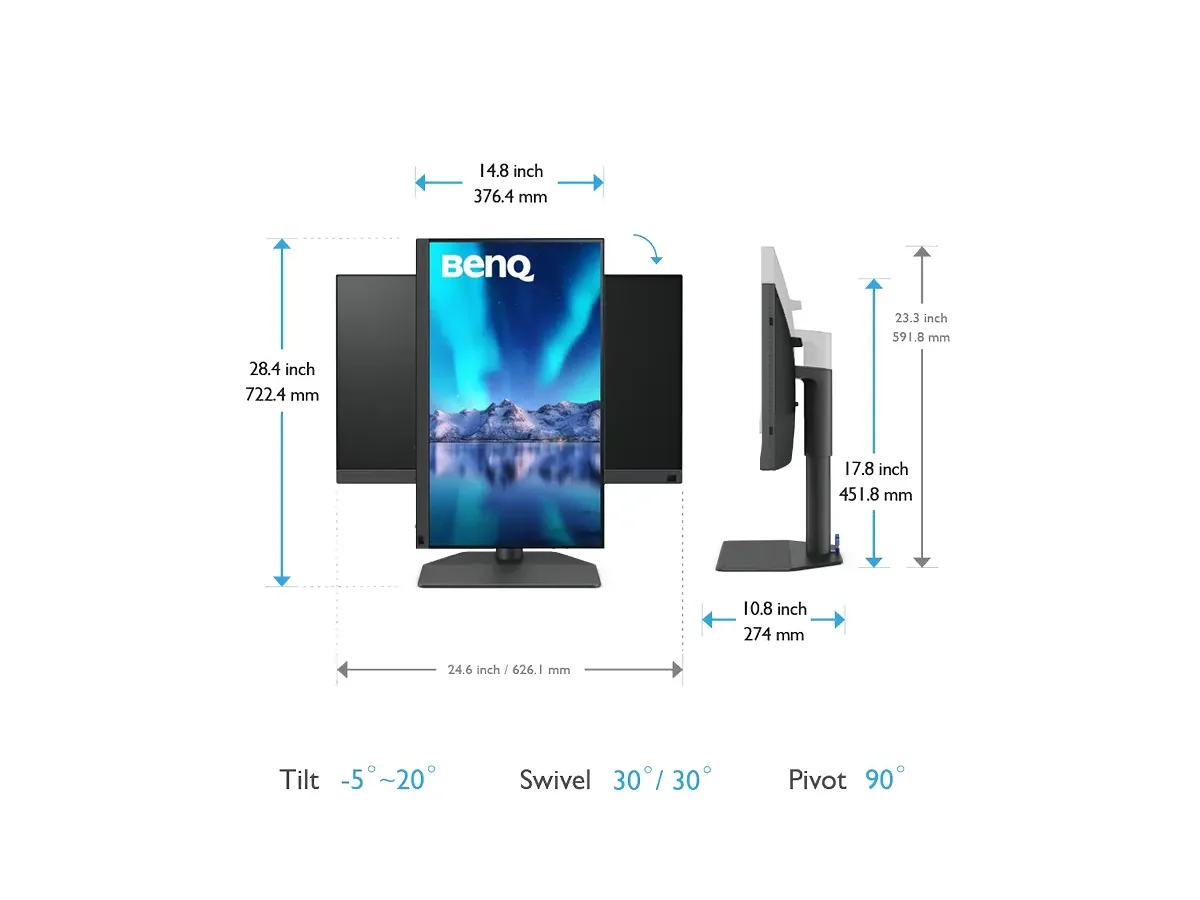 14.8 inch
376.4 mm
BenQ
28.4 inch
722.4 mm
23.3 inch
591.8 mm
17.8 inch
451.8 mm
10.8 inch
274 mm
24.6 inch / 626.1 mm
Tilt -5°~20° Swivel 30°/ 30° Pivot 90°